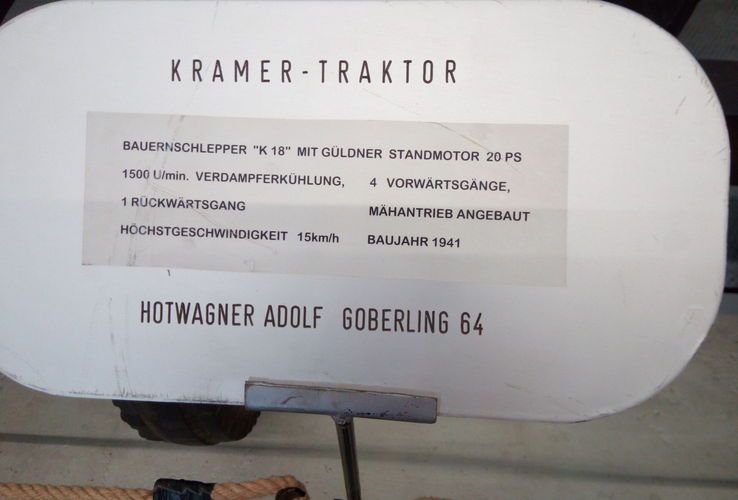 KRAMER-TRAKTOR
BAUERNSCHLEPPER "K 18" MIT GÜLDNER STANDMOTOR 20 PS
1500 U/min. VERDAMPFERKÜHLUNG, 4 VORWÄRTSGÄNGE,
1 RÜCKWÄRTSGANG MÄHANTRIEB ANGEBAUT
HÖCHSTGESCHWINDIGKEIT 15km/h BAUJAHR 1941
HOTWAGNER ADOLF GOBERLING 64